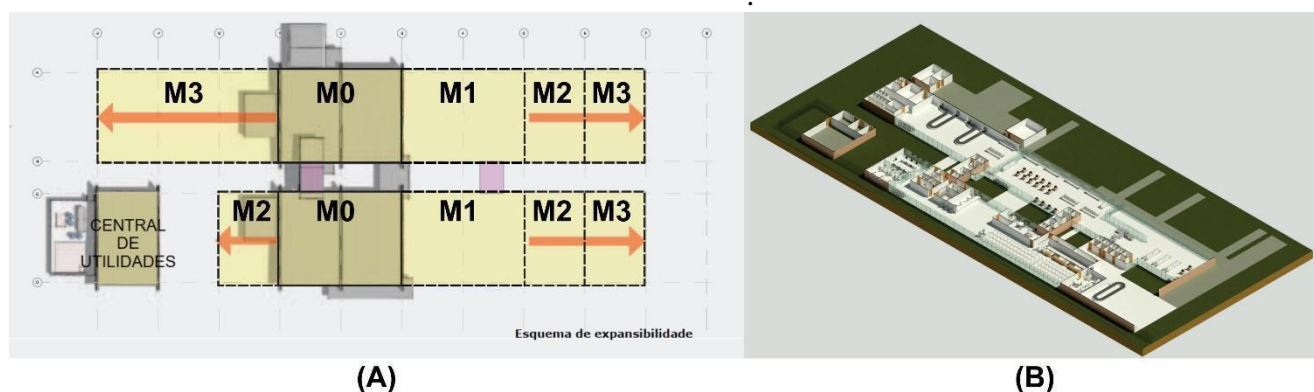 M3 M0 M1 M2 M3
M2 M0 M1 M2 M3
CENTRAL
DE
UTILIDADES
Esquema de expansibilidade
(A) (B)